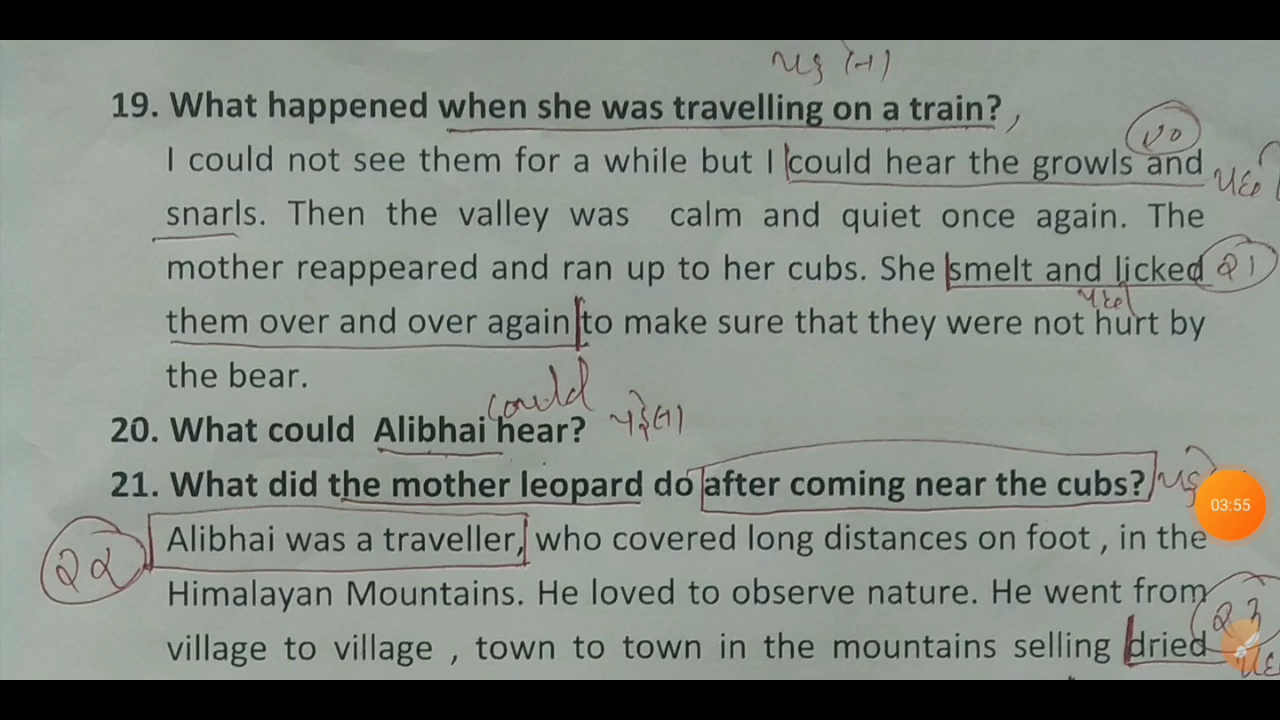 19. What happened when she was travelling on a train?
I could not see them for a while but I could hear the growls and
snarls. Then the valley was calm and quiet once again. The
mother reappeared and ran up to her cubs. She smelt and licked
them over and over again to make sure that they were not hurt by
the bear.
could
20. What could Alibhai hear?
21. What did the mother leopard do after coming near the cubs?
03:55
Alibhai was a traveller, who covered long distances on foot , in the
Himalayan Mountains. He loved to observe nature. He went from
village to village , town to town in the mountains selling dried